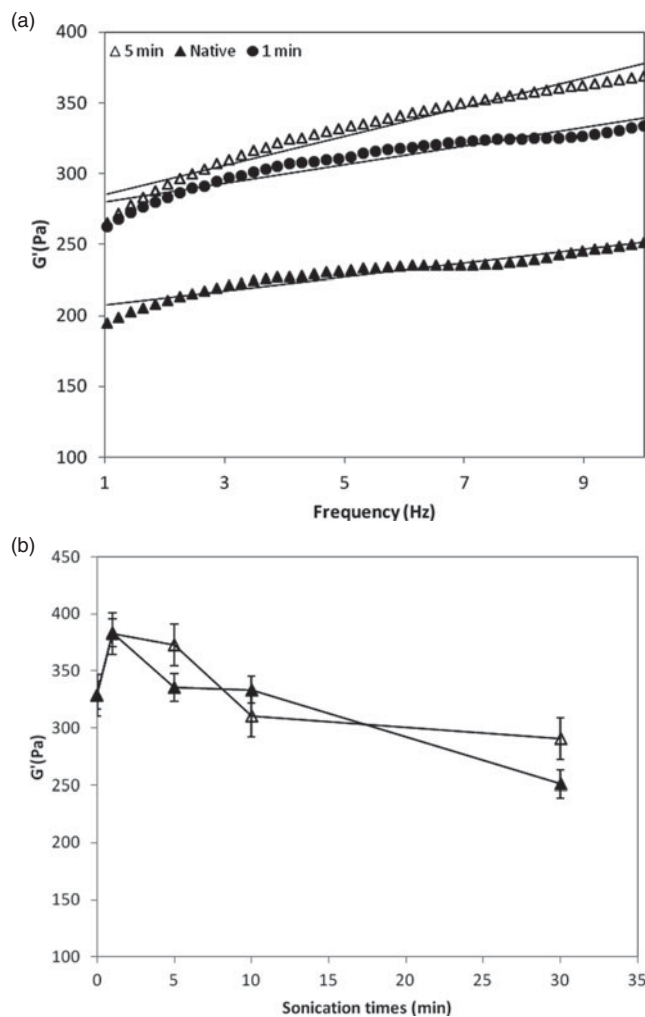 (a)
400
△ 5 min ▲ Native ● 1 min
350
300
250
200
150
100
G'(Pa)
1 3 5 7 9
Frequency (Hz)
(b)
450
400
350
300
250
200
150
100
G'(Pa)
0 5 10 15 20 25 30 35
Sonication times (min)